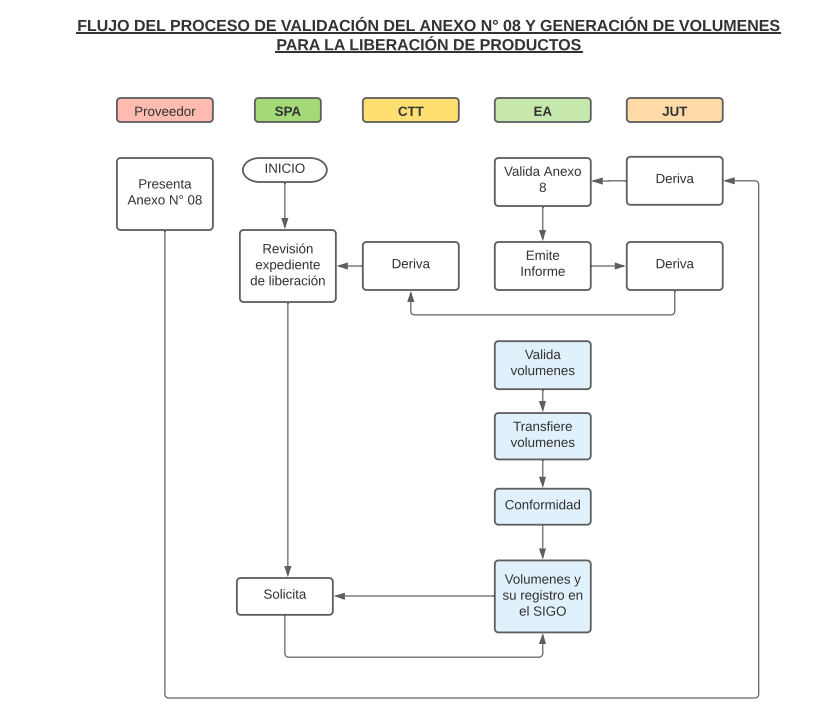 FLUJO DEL PROCESO DE VALIDACIÓN DEL ANEXO N° 08 Y GENERACIÓN DE VOLUMENES
PARA LA LIBERACIÓN DE PRODUCTOS
Proveedor
SPA
CTT
EA
JUT
Presenta
Anexo N° 08
INICIO
Valida Anexo
8
Deriva
Revisión
expediente
de liberación
Deriva
Emite
Informe
Deriva
Valida
volumenes
Transfiere
volumenes
Conformidad
Solicita
Volumenes y
su registro en
el SIGO